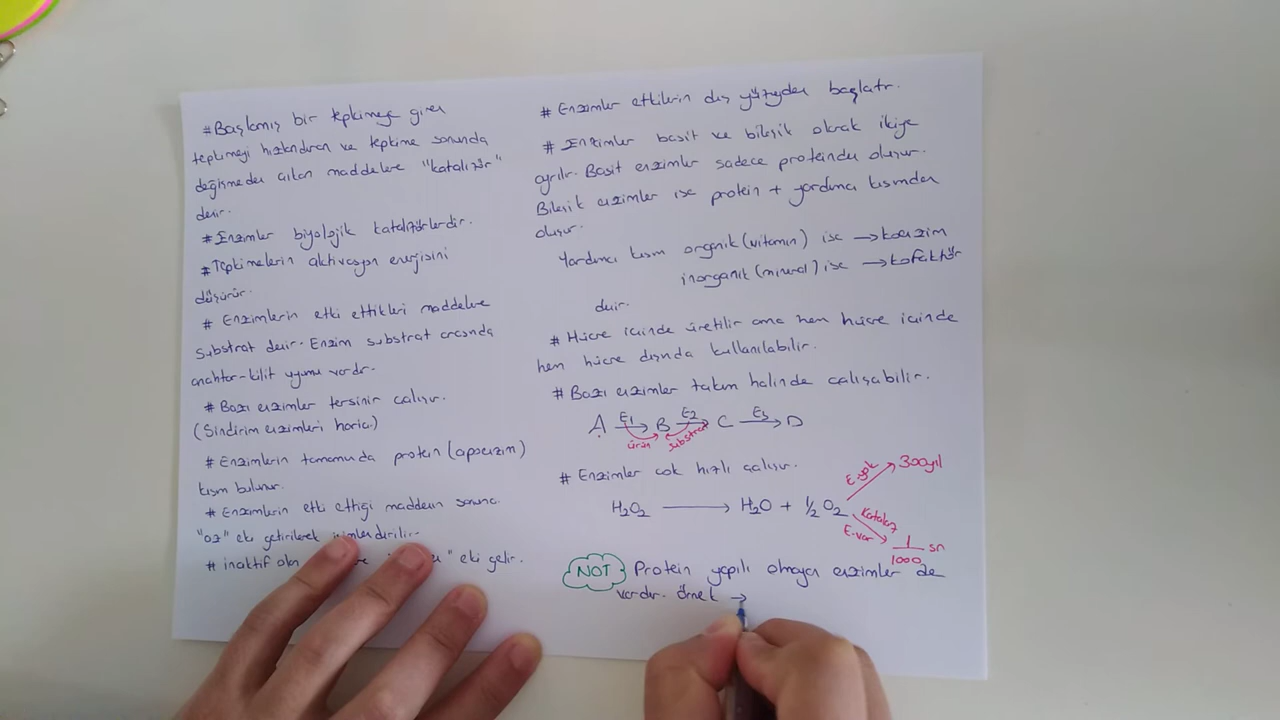 # Başlamış bir tepkimeye giren
tepkimeyi hızlandıran ve tepkime sonunda
değişmeden çıkan maddelere "katalizör"
denir.
# Enzimler biyolojik katalizörlerdir.
# Tepkimelerin aktivasyon enerjisini
düşürür.
# Enzimlerin etki ettikleri maddelere
substrat denir. Enzim substrat arasında
anahtar-kilit uyumu vardır.
# Bazı enzimler tersinir çalışır.
(Sindirim enzimleri hariç)
# Enzimlerin tamamında protein (apoenzim)
kısım bulunur.
# Enzimlerin etki ettiği maddenin sonuna
"az" eki getirilerek isimlendirilir.
# inaktif olan eki gelir.
# Enzimler etkilerin dış yüzeyden başlatır.
# Enzimler basit ve bileşik olarak ikiye
ayrılır. Basit enzimler sadece proteinden oluşur.
Bileşik enzimler ise protein + yardımcı kısımdan
oluşur.
Yardımcı kısım organik (vitamin) ise → koenzim
inorganik (mineral) ise → kofaktör
denir.
# Hücre içinde üretilir ama hem hücre içinde
hem hücre dışında kullanılabilir.
# Bazı enzimler takım halinde çalışabilir.
A E1→ B E2→ C E3→ D
ürün substrat
# Enzimler çok hızlı çalışır.
H2O2 → H2O + 1/2 O2
E.yok 300yıl
Katalaz
E.var 1/1000 sn
NOT Protein yapılı olmayan enzimler de
vardır. örnek →